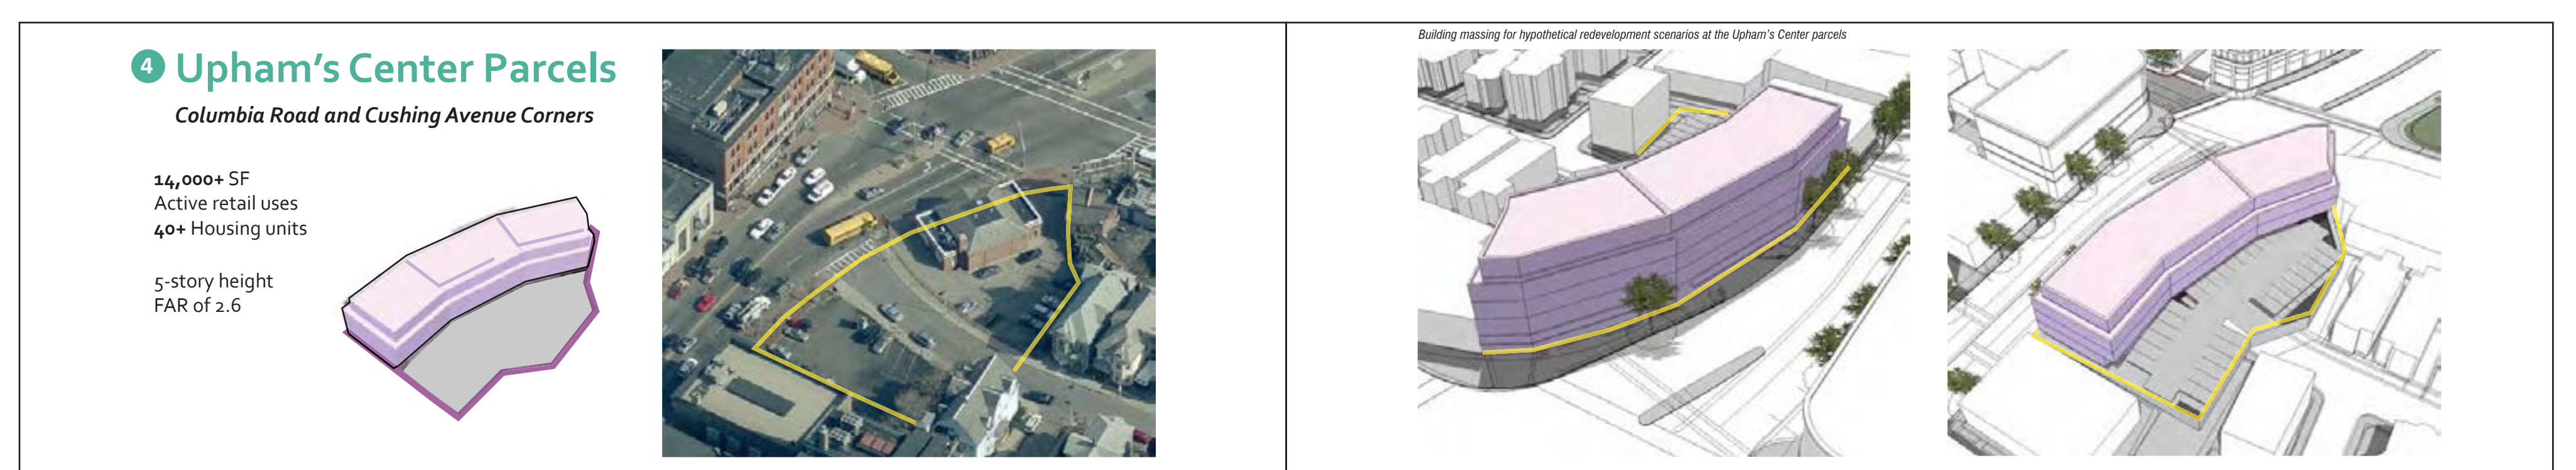 4 Upham's Center Parcels
Columbia Road and Cushing Avenue Corners
14,000+ SF
Active retail uses
40+ Housing units
5-story height
FAR of 2.6
Building massing for hypothetical redevelopment scenarios at the Upham's Center parcels